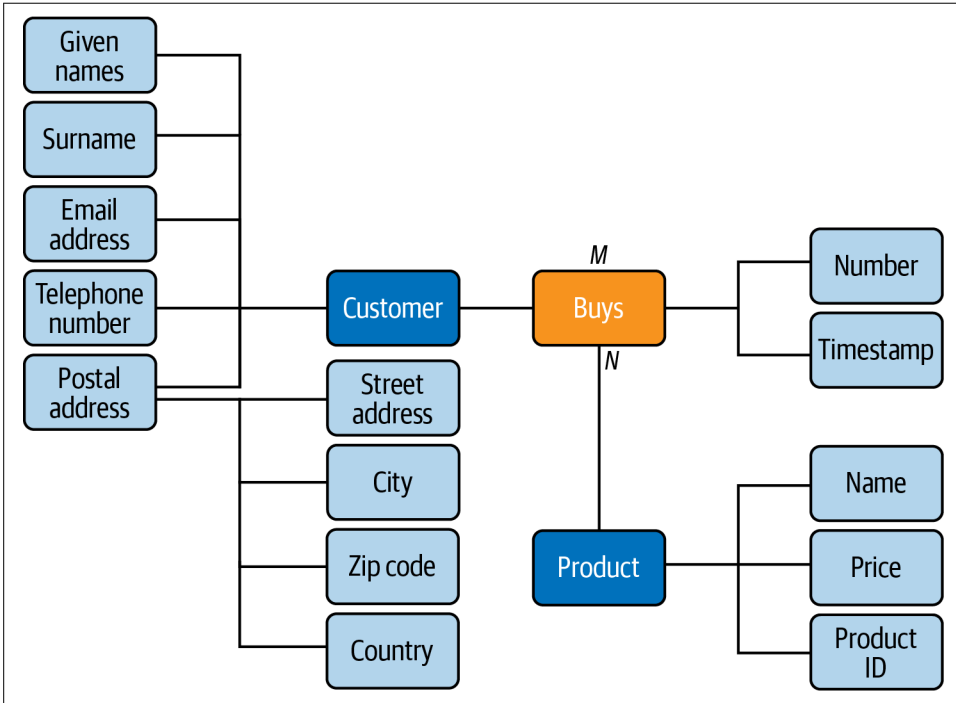 Given
names
Surname
Email
address
Telephone
number
Postal
address
Customer
Street
address
City
Zip code
Country
M
Buys
N
Product
Number
Timestamp
Name
Price
Product
ID